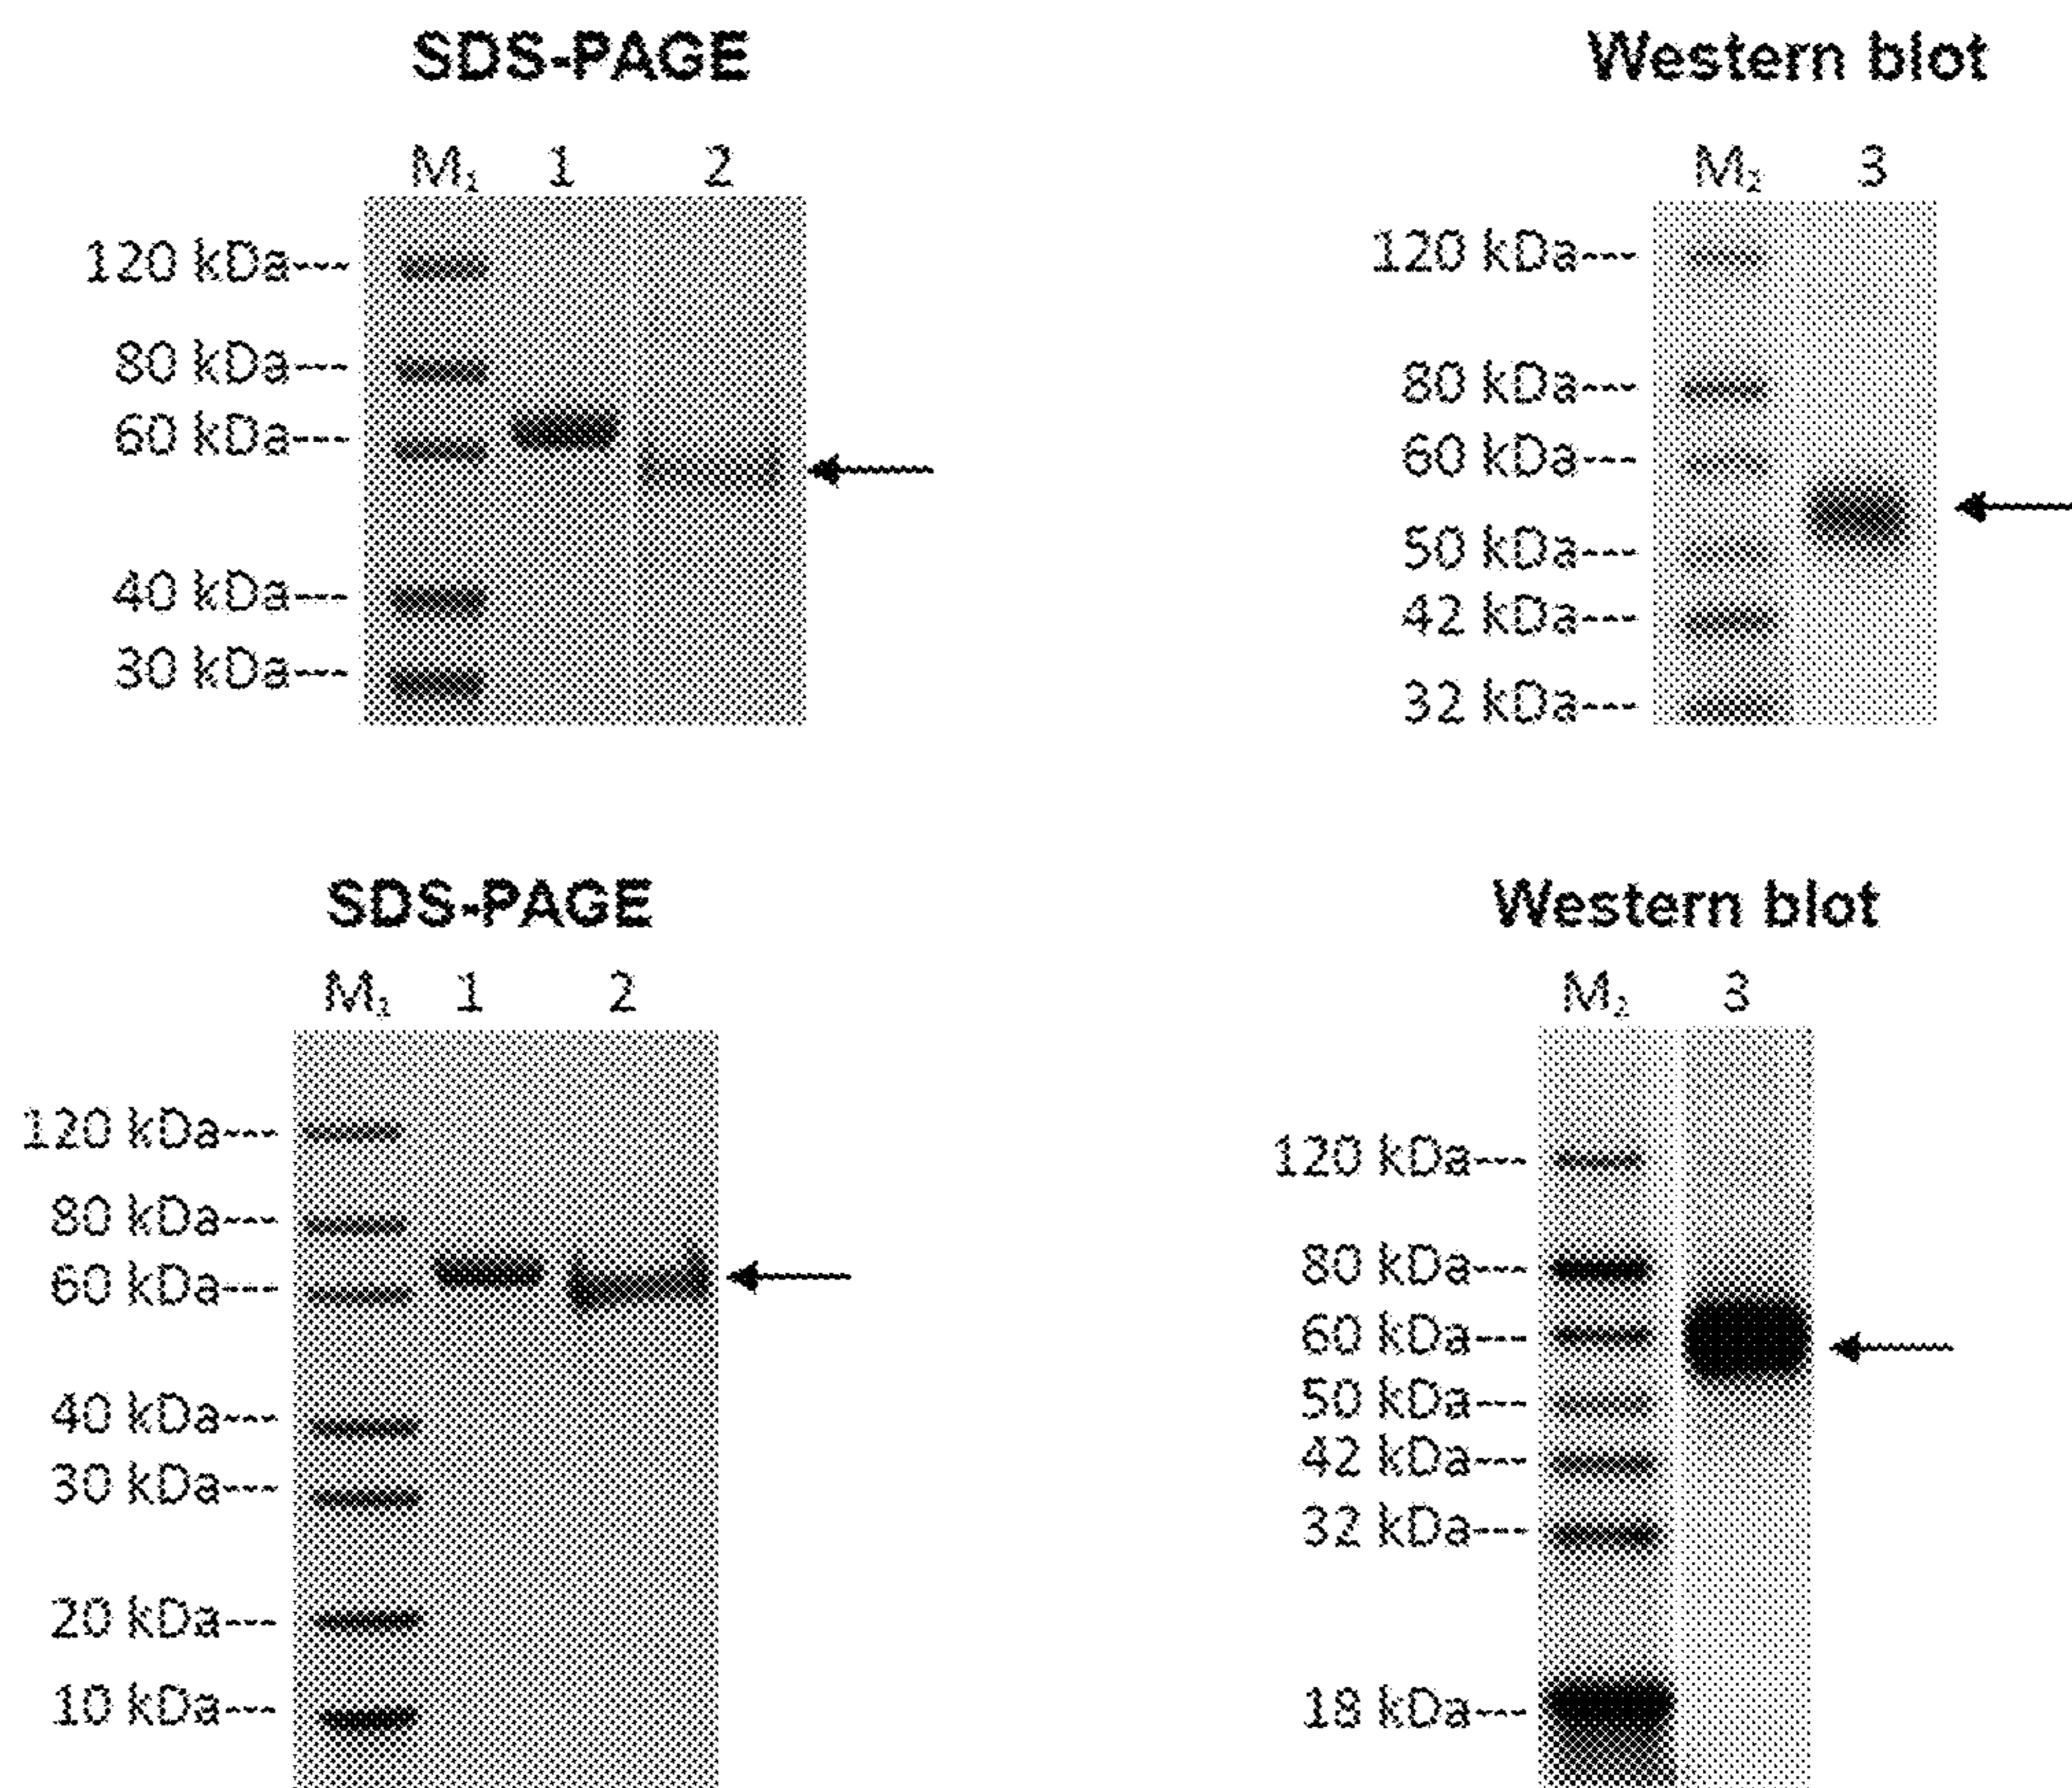 SDS-PAGE
M₁ 1 2
120 kDa---
80 kDa---
60 kDa---
40 kDa---
30 kDa---
Western blot
M₂ 3
120 kDa---
80 kDa---
60 kDa---
50 kDa---
42 kDa---
32 kDa---
SDS-PAGE
M₁ 1 2
120 kDa---
80 kDa---
60 kDa---
40 kDa---
30 kDa---
20 kDa---
10 kDa---
Western blot
M₂ 3
120 kDa---
80 kDa---
60 kDa---
50 kDa---
42 kDa---
32 kDa---
18 kDa---